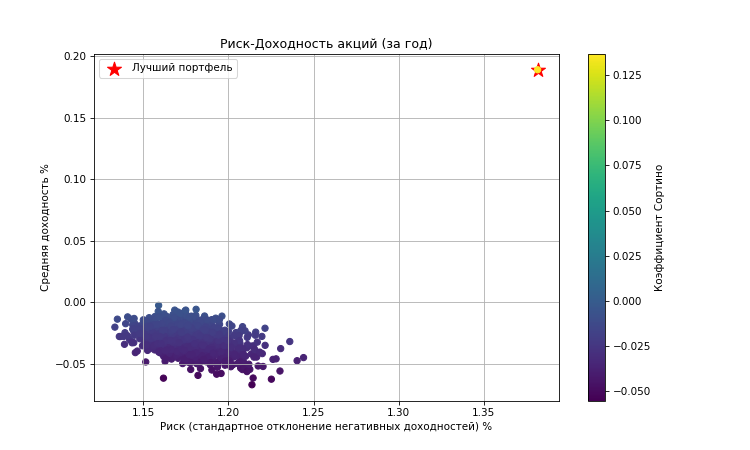 Риск-Доходность акций (за год)
Лучший портфель
0.20
0.15
0.10
0.05
0.00
−0.05
Средняя доходность %
1.15 1.20 1.25 1.30 1.35
Риск (стандартное отклонение негативных доходностей) %
0.125
0.100
0.075
0.050
0.025
0.000
−0.025
−0.050
Коэффициент Сортино